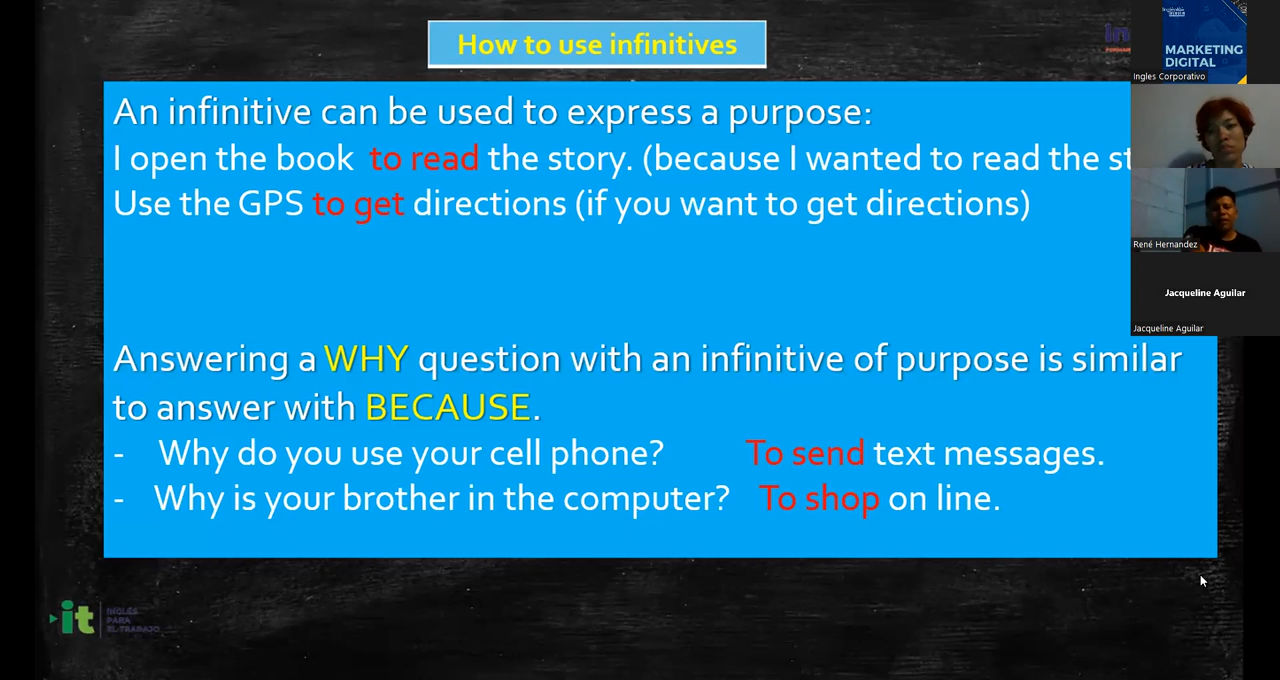 How to use infinitives
An infinitive can be used to express a purpose:
I open the book to read the story. (because I wanted to read the st
Use the GPS to get directions (if you want to get directions)
Answering a WHY question with an infinitive of purpose is similar
to answer with BECAUSE.
- Why do you use your cell phone? To send text messages.
- Why is your brother in the computer? To shop on line.
MARKETING
DIGITAL
Ingles Corporativo
René Hernandez
Jacqueline Aguilar
Jacqueline Aguilar
it
INGLÉS
PARA
EL TRABAJO